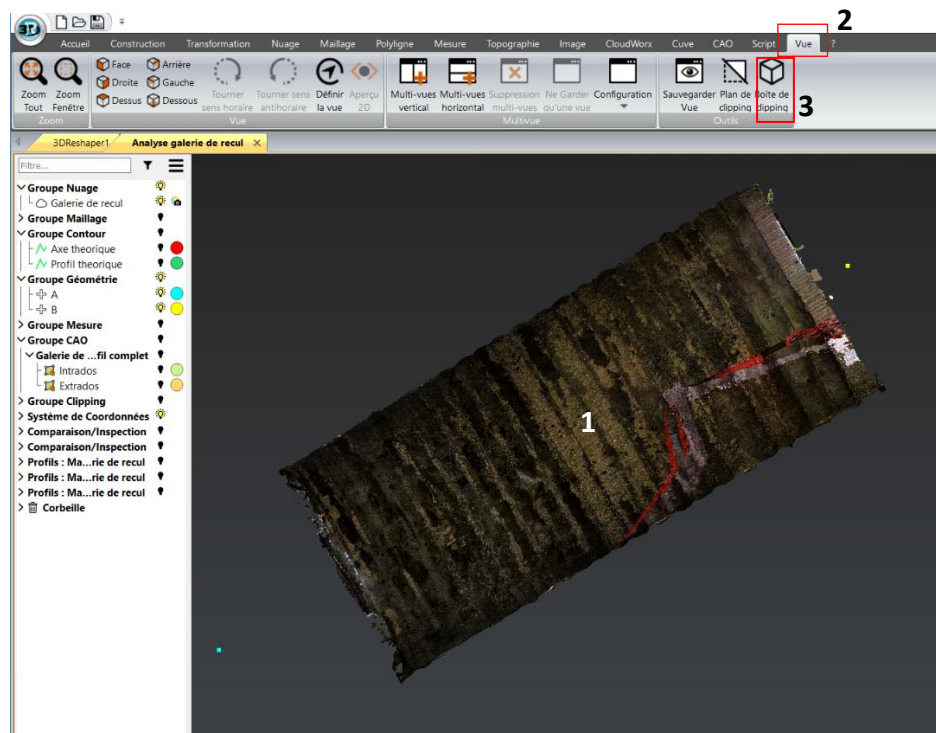 3DR
2
Accueil Construction Transformation Nuage Maillage Polyligne Mesure Topographie Image CloudWorx Cuve CAO Script Vue ?
Zoom Tout
Zoom Fenêtre
Face Arrière
Droite Gauche
Dessus Dessous
Tourner sens horaire
Tourner sens antihoraire
Définir la vue
Aperçu 2D
Multi-vues vertical
Multi-vues horizontal
Suppression multi-vues
Ne Garder qu'une vue
Configuration
Sauvegarder Vue
Plan de clipping
Boite de clipping
3
Zoom Vue Multivue Outils
3DReshaper1 Analyse galerie de recul
Filtre...
Groupe Nuage
Galerie de recul
Groupe Maillage
Groupe Contour
Axe theorique
Profil theorique
Groupe Géométrie
A
B
Groupe Mesure
Groupe CAO
Galerie de ...fil complet
Intrados
Extrados
Groupe Clipping
Système de Coordonnées
Comparaison/Inspection
Comparaison/Inspection
Profils : Ma...rie de recul
Profils : Ma...rie de recul
Profils : Ma...rie de recul
Corbeille
1